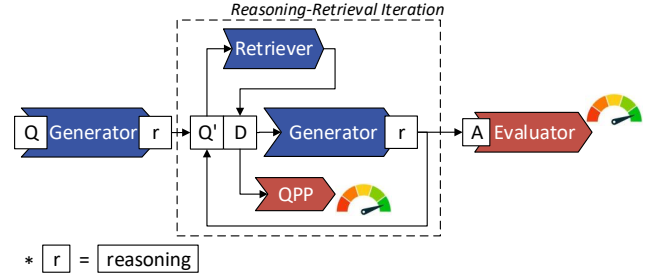 Reasoning-Retrieval Iteration
Retriever
Q Generator r Q' D Generator r A Evaluator
QPP
* r = reasoning